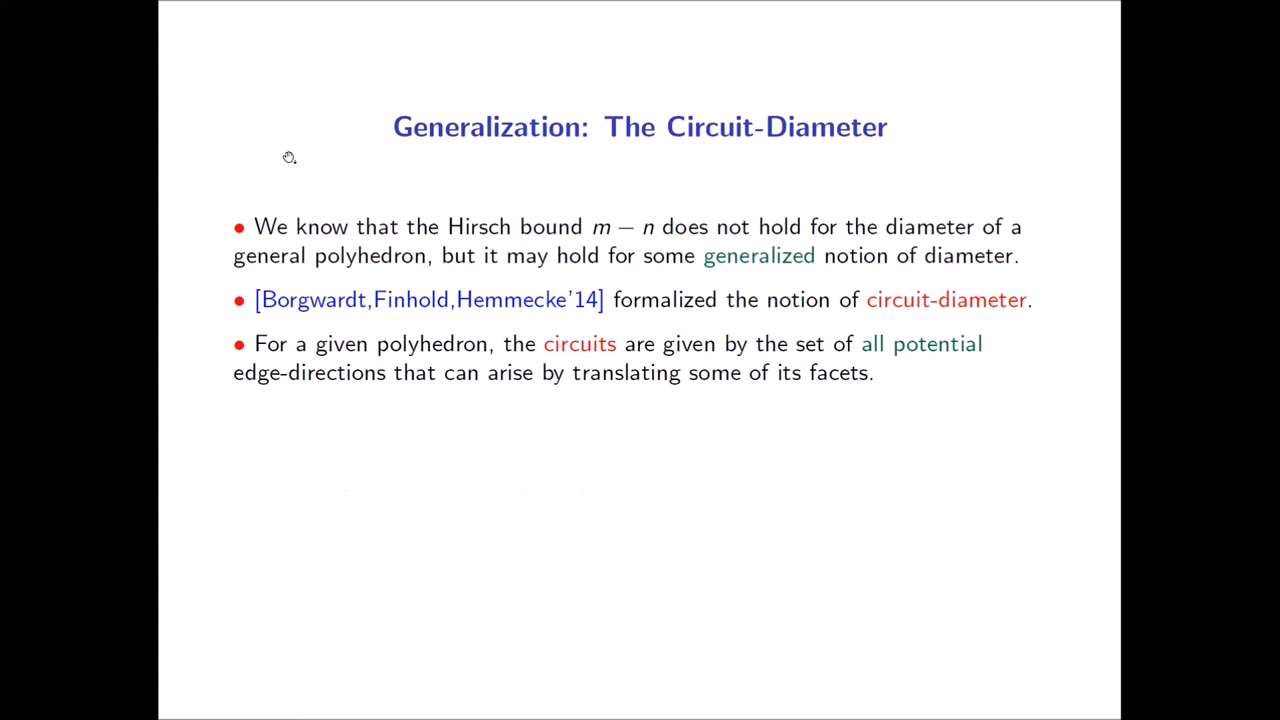 Generalization: The Circuit-Diameter
• We know that the Hirsch bound m − n does not hold for the diameter of a
general polyhedron, but it may hold for some generalized notion of diameter.
• [Borgwardt,Finhold,Hemmecke'14] formalized the notion of circuit-diameter.
• For a given polyhedron, the circuits are given by the set of all potential
edge-directions that can arise by translating some of its facets.